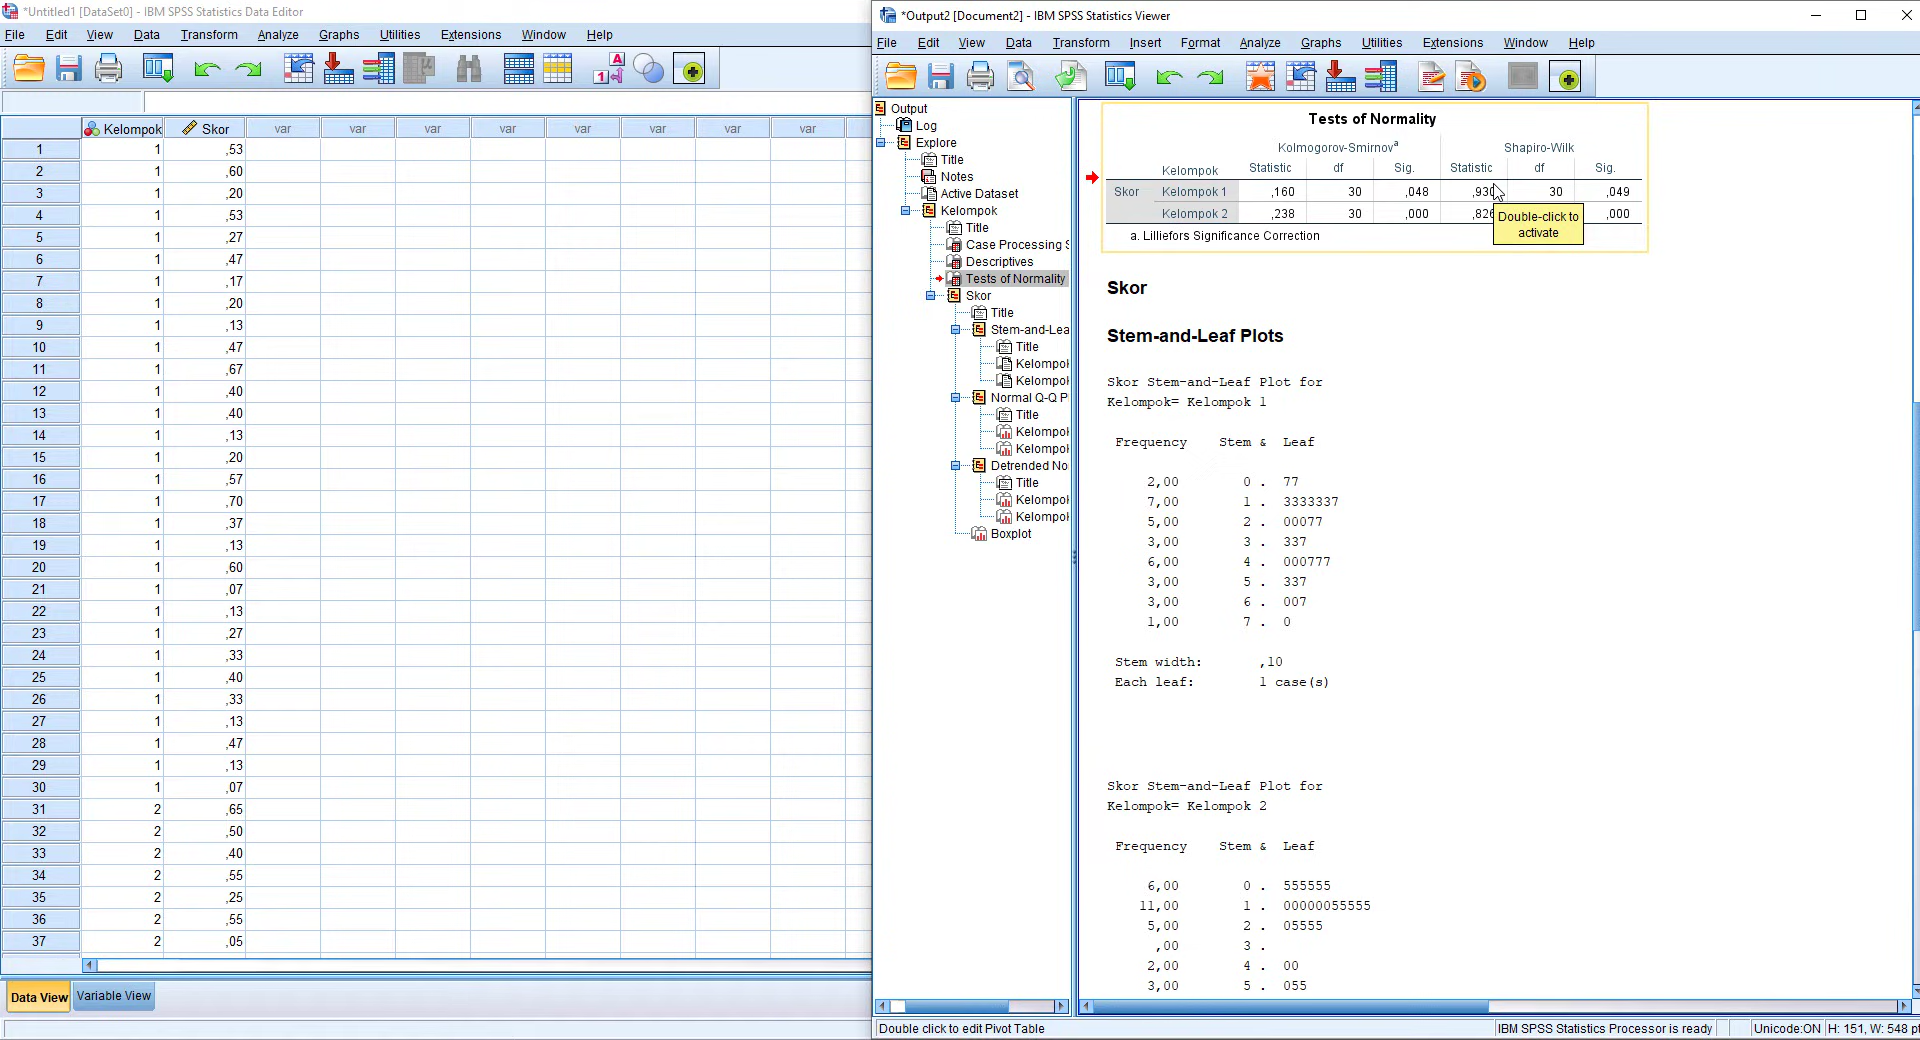 *Untitled1 [DataSet0] - IBM SPSS Statistics Data Editor
File Edit View Data Transform Analyze Graphs Utilities Extensions Window Help
Kelompok Skor var var var var var var var var
1 1 ,53
2 1 ,60
3 1 ,20
4 1 ,53
5 1 ,27
6 1 ,47
7 1 ,17
8 1 ,20
9 1 ,13
10 1 ,47
11 1 ,67
12 1 ,40
13 1 ,40
14 1 ,13
15 1 ,20
16 1 ,57
17 1 ,70
18 1 ,37
19 1 ,13
20 1 ,60
21 1 ,07
22 1 ,13
23 1 ,27
24 1 ,33
25 1 ,40
26 1 ,33
27 1 ,13
28 1 ,47
29 1 ,13
30 1 ,07
31 2 ,65
32 2 ,50
33 2 ,40
34 2 ,55
35 2 ,25
36 2 ,55
37 2 ,05
Data View Variable View
*Output2 [Document2] - IBM SPSS Statistics Viewer
File Edit View Data Transform Insert Format Analyze Graphs Utilities Extensions Window Help
Output
Log
Explore
Title
Notes
Active Dataset
Kelompok
Title
Case Processing S
Descriptives
Tests of Normality
Skor
Title
Stem-and-Lea
Title
Kelompok
Kelompok
Normal Q-Q P
Title
Kelompok
Kelompok
Detrended No
Title
Kelompok
Kelompok
Boxplot
Tests of Normality
Kolmogorov-Smirnovᵃ Shapiro-Wilk
Kelompok Statistic df Sig. Statistic df Sig.
Skor Kelompok 1 ,160 30 ,048 ,930 30 ,049
Kelompok 2 ,238 30 ,000 ,826 ,000
Double-click to
activate
a. Lilliefors Significance Correction
Skor
Stem-and-Leaf Plots
Skor Stem-and-Leaf Plot for
Kelompok= Kelompok 1
Frequency Stem & Leaf
2,00 0 . 77
7,00 1 . 3333337
5,00 2 . 00077
3,00 3 . 337
6,00 4 . 000777
3,00 5 . 337
3,00 6 . 007
1,00 7 . 0
Stem width: ,10
Each leaf: 1 case(s)
Skor Stem-and-Leaf Plot for
Kelompok= Kelompok 2
Frequency Stem & Leaf
6,00 0 . 555555
11,00 1 . 00000055555
5,00 2 . 05555
,00 3 .
2,00 4 . 00
3,00 5 . 055
Double click to edit Pivot Table
IBM SPSS Statistics Processor is ready Unicode:ON H: 151, W: 548 pt